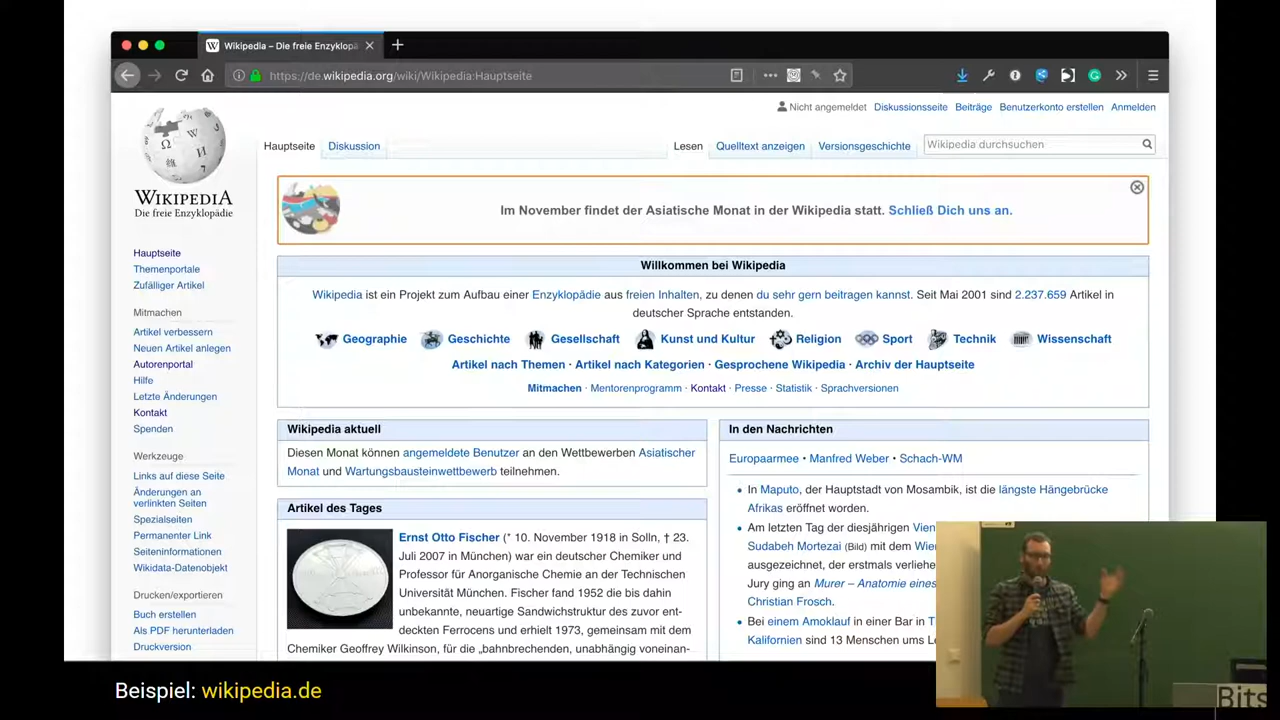 Wikipedia – Die freie Enzyklopä
https://de.wikipedia.org/wiki/Wikipedia:Hauptseite
Nicht angemeldet Diskussionsseite Beiträge Benutzerkonto erstellen Anmelden
Hauptseite Diskussion Lesen Quelltext anzeigen Versionsgeschichte Wikipedia durchsuchen
WIKIPEDIA
Die freie Enzyklopädie
Hauptseite
Themenportale
Zufälliger Artikel
Mitmachen
Artikel verbessern
Neuen Artikel anlegen
Autorenportal
Hilfe
Letzte Änderungen
Kontakt
Spenden
Werkzeuge
Links auf diese Seite
Änderungen an
verlinkten Seiten
Spezialseiten
Permanenter Link
Seiteninformationen
Wikidata-Datenobjekt
Drucken/exportieren
Buch erstellen
Als PDF herunterladen
Druckversion
Im November findet der Asiatische Monat in der Wikipedia statt. Schließ Dich uns an.
Willkommen bei Wikipedia
Wikipedia ist ein Projekt zum Aufbau einer Enzyklopädie aus freien Inhalten, zu denen du sehr gern beitragen kannst. Seit Mai 2001 sind 2.237.659 Artikel in
deutscher Sprache entstanden.
Geographie Geschichte Gesellschaft Kunst und Kultur Religion Sport Technik Wissenschaft
Artikel nach Themen · Artikel nach Kategorien · Gesprochene Wikipedia · Archiv der Hauptseite
Mitmachen · Mentorenprogramm · Kontakt · Presse · Statistik · Sprachversionen
Wikipedia aktuell
Diesen Monat können angemeldete Benutzer an den Wettbewerben Asiatischer
Monat und Wartungsbausteinwettbewerb teilnehmen.
Artikel des Tages
Ernst Otto Fischer (* 10. November 1918 in Solln, † 23.
Juli 2007 in München) war ein deutscher Chemiker und
Professor für Anorganische Chemie an der Technischen
Universität München. Fischer fand 1952 die bis dahin
unbekannte, neuartige Sandwichstruktur des zuvor ent-
deckten Ferrocens und erhielt 1973, gemeinsam mit dem
Chemiker Geoffrey Wilkinson, für die „bahnbrechenden, unabhängig voneinan-
In den Nachrichten
Europaarmee • Manfred Weber • Schach-WM
• In Maputo, der Hauptstadt von Mosambik, ist die längste Hängebrücke
Afrikas eröffnet worden.
• Am letzten Tag der diesjährigen Vien
Sudabeh Mortezai (Bild) mit dem Wie
ausgezeichnet, der erstmals verliehe
Jury ging an Murer – Anatomie eines
Christian Frosch.
• Bei einem Amoklauf in einer Bar in T
Kalifornien sind 13 Menschen ums L
Bits
Beispiel: wikipedia.de